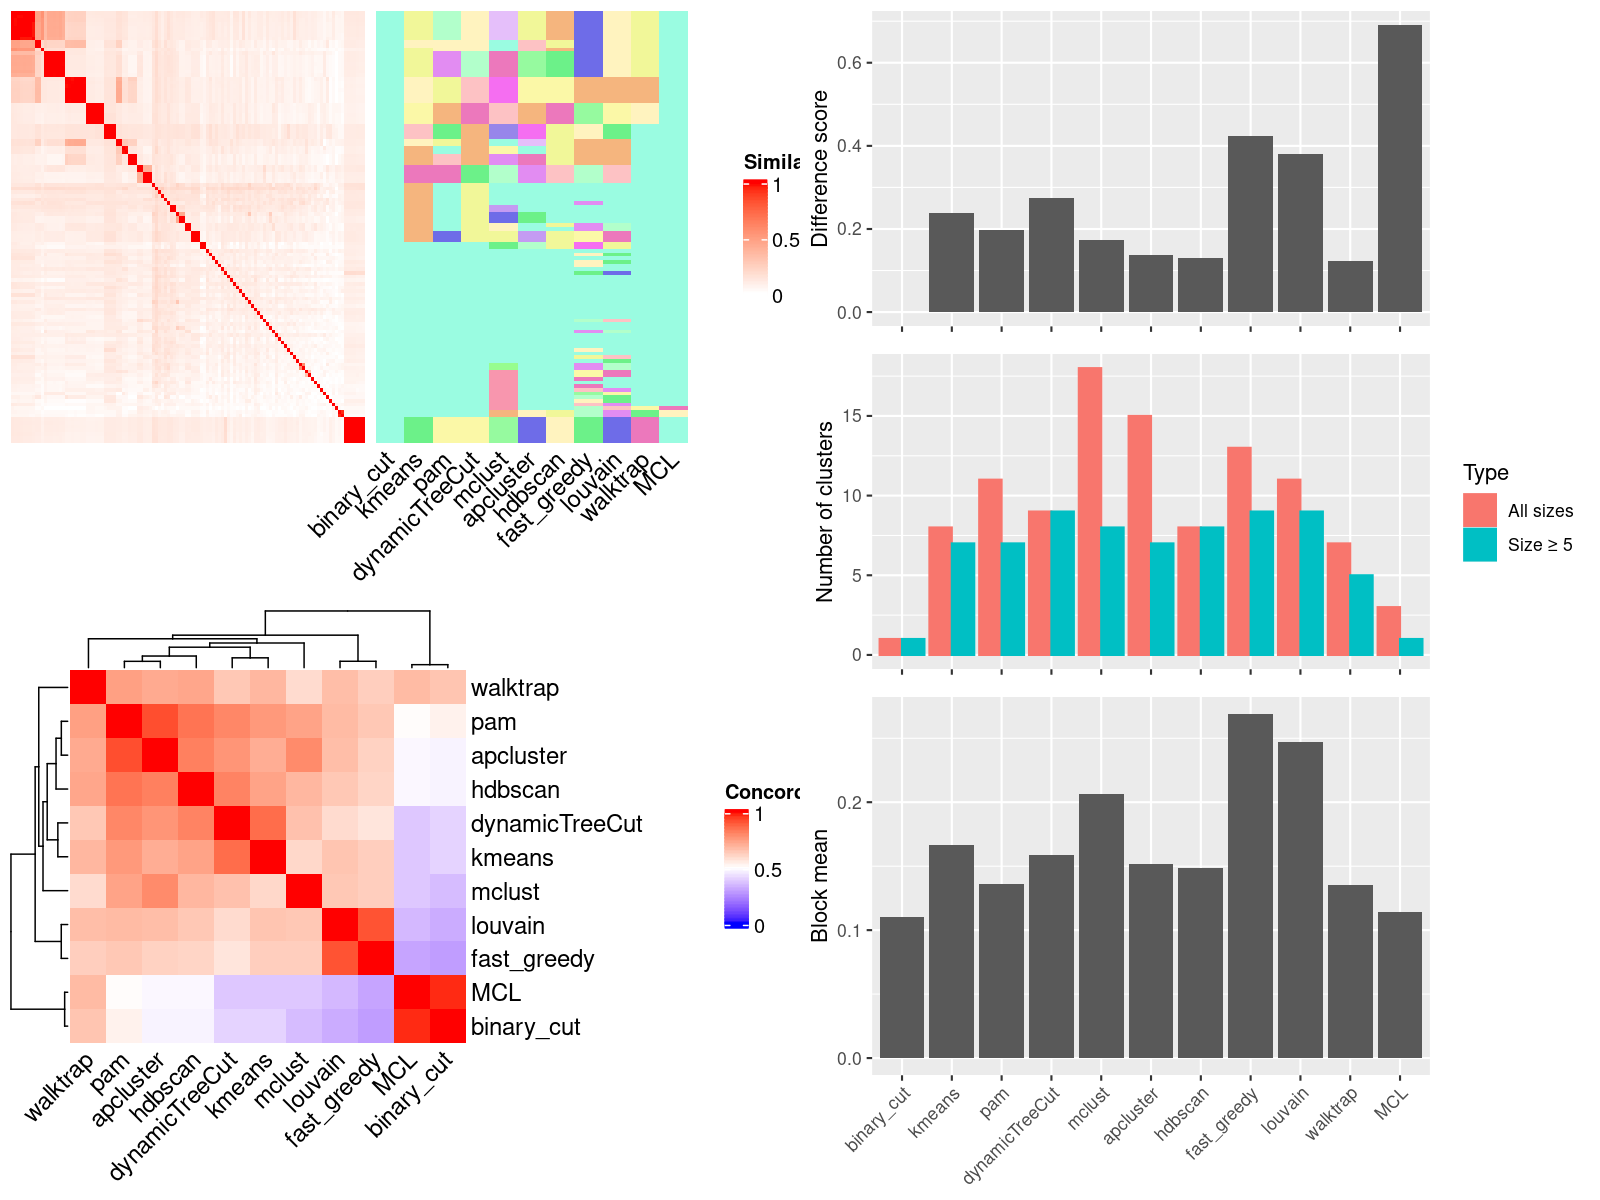 Simila
1
0.5
0
binary_cut
kmeans
pam
dynamicTreeCut
mclust
apcluster
hdbscan
fast_greedy
louvain
walktrap
MCL
walktrap
pam
apcluster
hdbscan
dynamicTreeCut
kmeans
mclust
louvain
fast_greedy
MCL
binary_cut
walktrap
pam
apcluster
hdbscan
dynamicTreeCut
kmeans
mclust
louvain
fast_greedy
MCL
binary_cut
Concord
1
0.5
0
Difference score
0.6
0.4
0.2
0.0
Number of clusters
15
10
5
0
Type
All sizes
Size ≥ 5
Block mean
0.2
0.1
0.0
binary_cut
kmeans
pam
dynamicTreeCut
mclust
apcluster
hdbscan
fast_greedy
louvain
walktrap
MCL